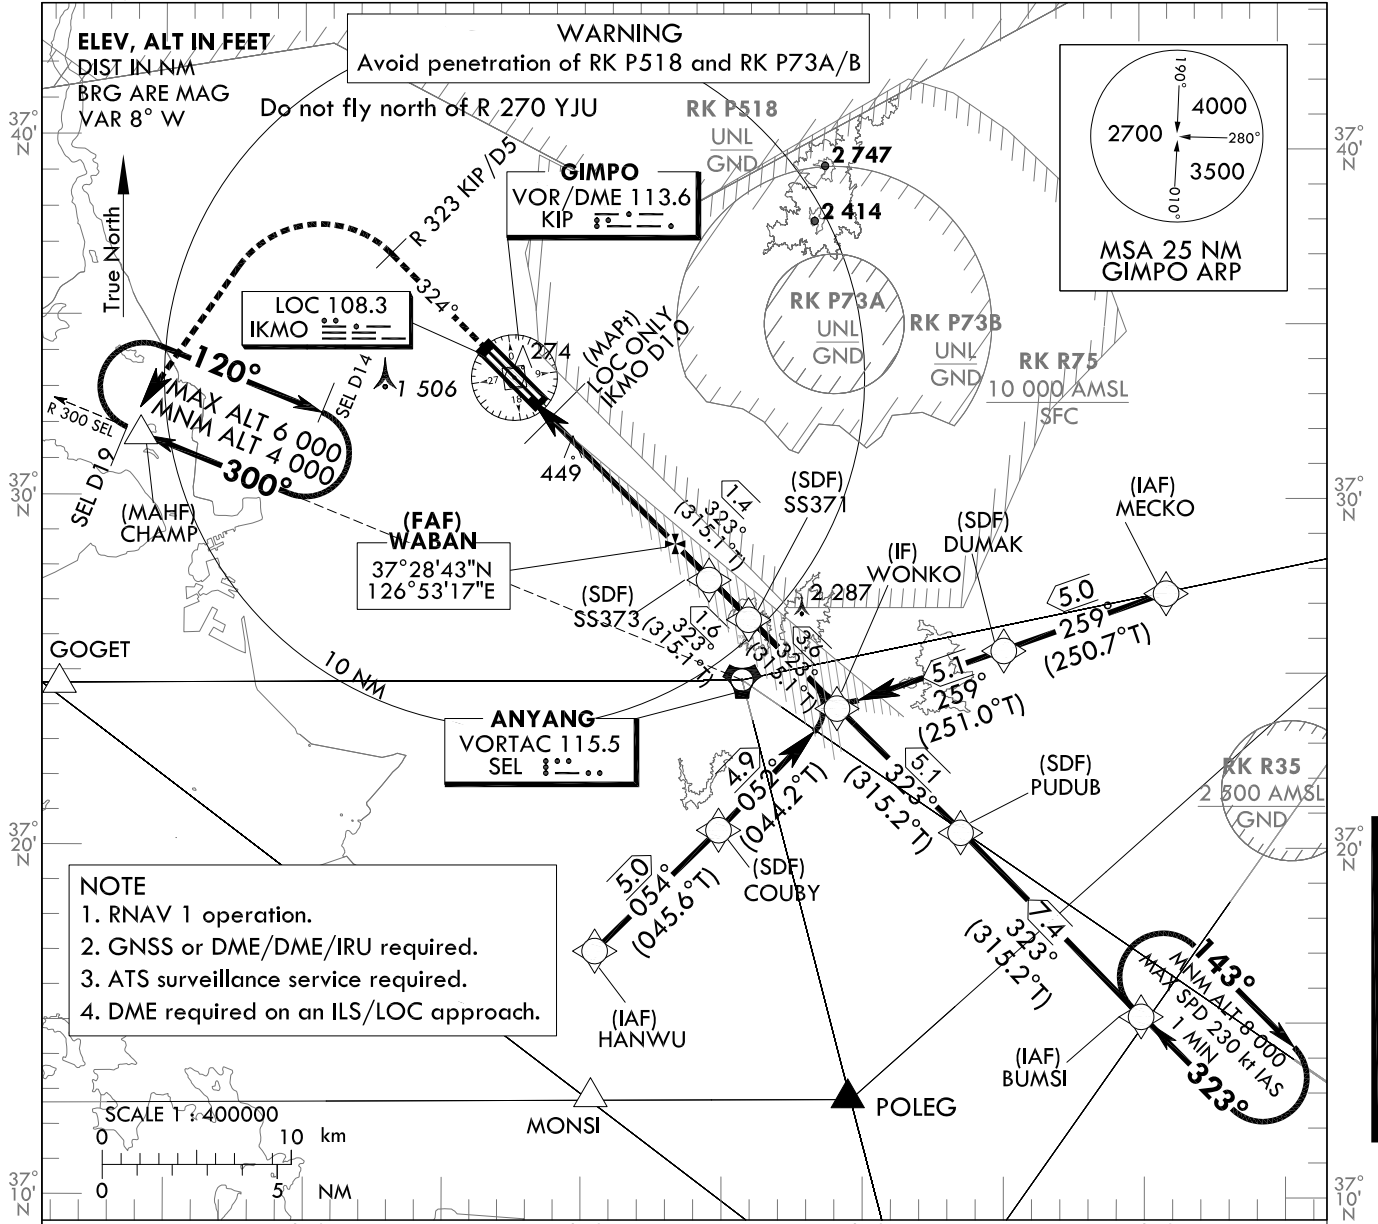 ELEV, ALT IN FEET
DIST IN NM
BRG ARE MAG
VAR 8° W
WARNING
Avoid penetration of RK P518 and RK P73A/B
Do not fly north of R 270 YJU
37°
40'
N
True North
R 323 KIP/D5
324°
GIMPO
VOR/DME 113.6
KIP
RK P518
UNL
GND
2 747
2 414
190°
4000
2700
280°
3500
010°
MSA 25 NM
GIMPO ARP
37°
40'
N
LOC 108.3
IKMO
RK P73A
UNL
GND
RK P73B
UNL
GND
RK R75
10 000 AMSL
SFC
120°
MAX ALT 6 000
MNM ALT 4 000
300°
SEL D14
1 506
R 300 SEL
SEL D19
(MAHF)
CHAMP
0
9
18
27
274
(MAPt)
LOC ONLY
IKMO D1.0
449
37°
30'
N
37°
30'
N
(FAF)
WABAN
37°28'43"N
126°53'17"E
1.4
323°
(315.1°T)
(SDF)
SS371
(SDF)
SS373
1.6
323°
(315.1°T)
2 287
3.6
323°
(315.1°T)
(IF)
WONKO
(SDF)
DUMAK
(IAF)
MECKO
5.0
259°
(250.7°T)
5.1
259°
(251.0°T)
GOGET
10 NM
ANYANG
VORTAC 115.5
SEL
4.9
052°
(044.2°T)
5.1
323°
(315.2°T)
(SDF)
PUDUB
RK R35
2 500 AMSL
GND
37°
20'
N
37°
20'
N
(SDF)
COUBY
5.0
054°
(045.6°T)
(IAF)
HANWU
7.4
323°
(315.2°T)
(IAF)
BUMSI
143°
MNM ALT 8 000
MAX SPD 230 kt IAS
1 MIN
323°
NOTE
1. RNAV 1 operation.
2. GNSS or DME/DME/IRU required.
3. ATS surveillance service required.
4. DME required on an ILS/LOC approach.
MONSI
POLEG
SCALE 1 : 400000
0 10 km
0 5 NM
37°
10'
N
37°
10'
N